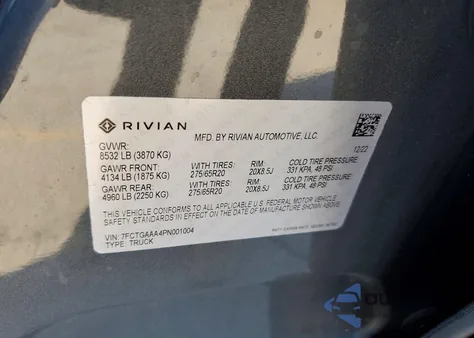 RIVIAN
MFD. BY RIVIAN AUTOMOTIVE, LLC.
12/22
GVWR:
8532 LB (3870 KG)
GAWR FRONT WITH TIRES: RIM: COLD TIRE PRESSURE:
4134 LB (1875 KG) 275/65R20 20X8.5J 331 KPA, 48 PSI
GAWR REAR WITH TIRES: RIM: COLD TIRE PRESSURE:
4960 LB (2250 KG) 275/65R20 20X8.5J 331 KPA, 48 PSI
THIS VEHICLE CONFORMS TO ALL APPLICABLE U.S. FEDERAL MOTOR VEHICLE
SAFETY STANDARDS IN EFFECT ON THE DATE OF MANUFACTURE SHOWN ABOVE.
VIN: 7FCTGAAA4PN001004
TYPE: TRUCK